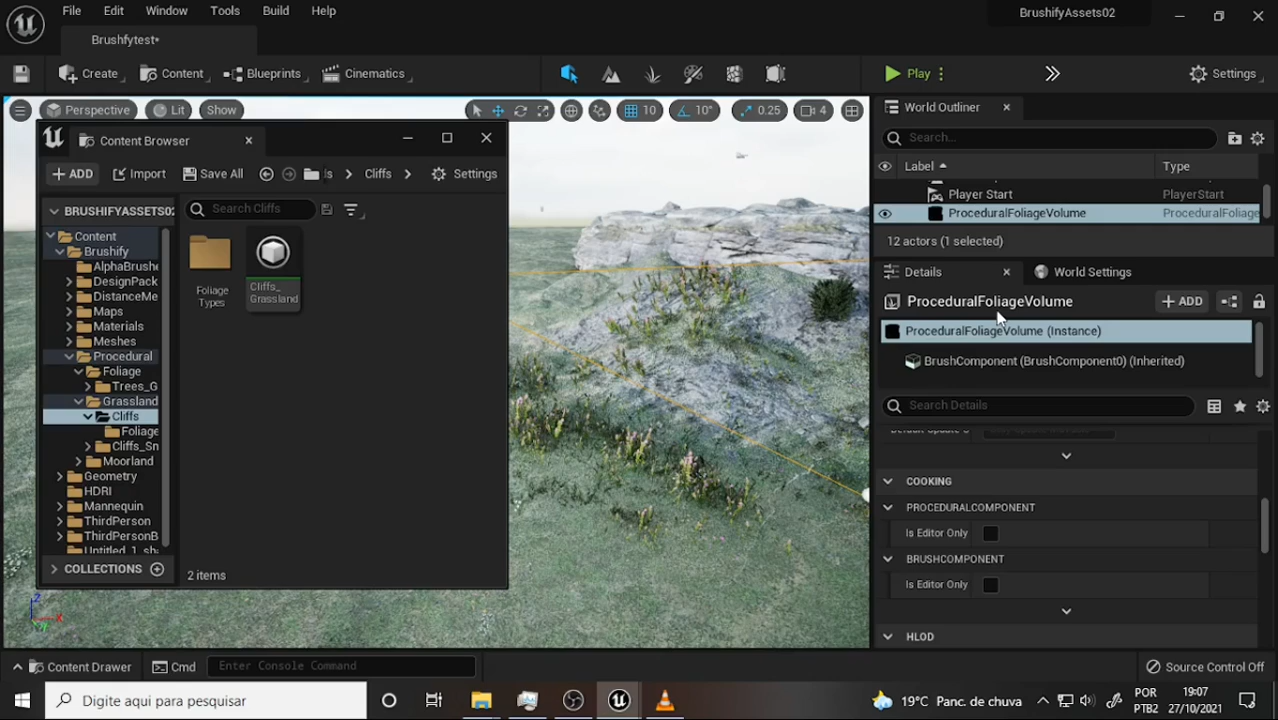 File Edit Window Tools Build Help
BrushifyAssets02
Brushfytest*
Create Content Blueprints Cinematics
Play
Settings
Perspective Lit Show
10 10° 0.25 4
World Outliner
Content Browser
Search...
ADD Import Save All
Cliffs
Settings
Label Type
Player Start PlayerStart
ProceduralFoliageVolume ProceduralFoliage
12 actors (1 selected)
BRUSHIFYASSETS02
Search Cliffs
Content
Brushify
AlphaBrushe
DesignPack
DistanceMe
Maps
Materials
Meshes
Procedural
Foliage
Trees_G
Grassland
Cliffs
Foliage
Cliffs_Sn
Moorland
Geometry
HDRI
Mannequin
ThirdPerson
ThirdPersonB
Untitled_1_sh
COLLECTIONS
Foliage
Types
Cliffs_
Grassland
2 items
Details World Settings
ProceduralFoliageVolume
ADD
ProceduralFoliageVolume (Instance)
BrushComponent (BrushComponent0) (Inherited)
Search Details
COOKING
PROCEDURALCOMPONENT
Is Editor Only
BRUSHCOMPONENT
Is Editor Only
HLOD
Content Drawer Cmd Enter Console Command
Source Control Off
Digite aqui para pesquisar
19°C Panc. de chuva
POR
PTB2
19:07
27/10/2021